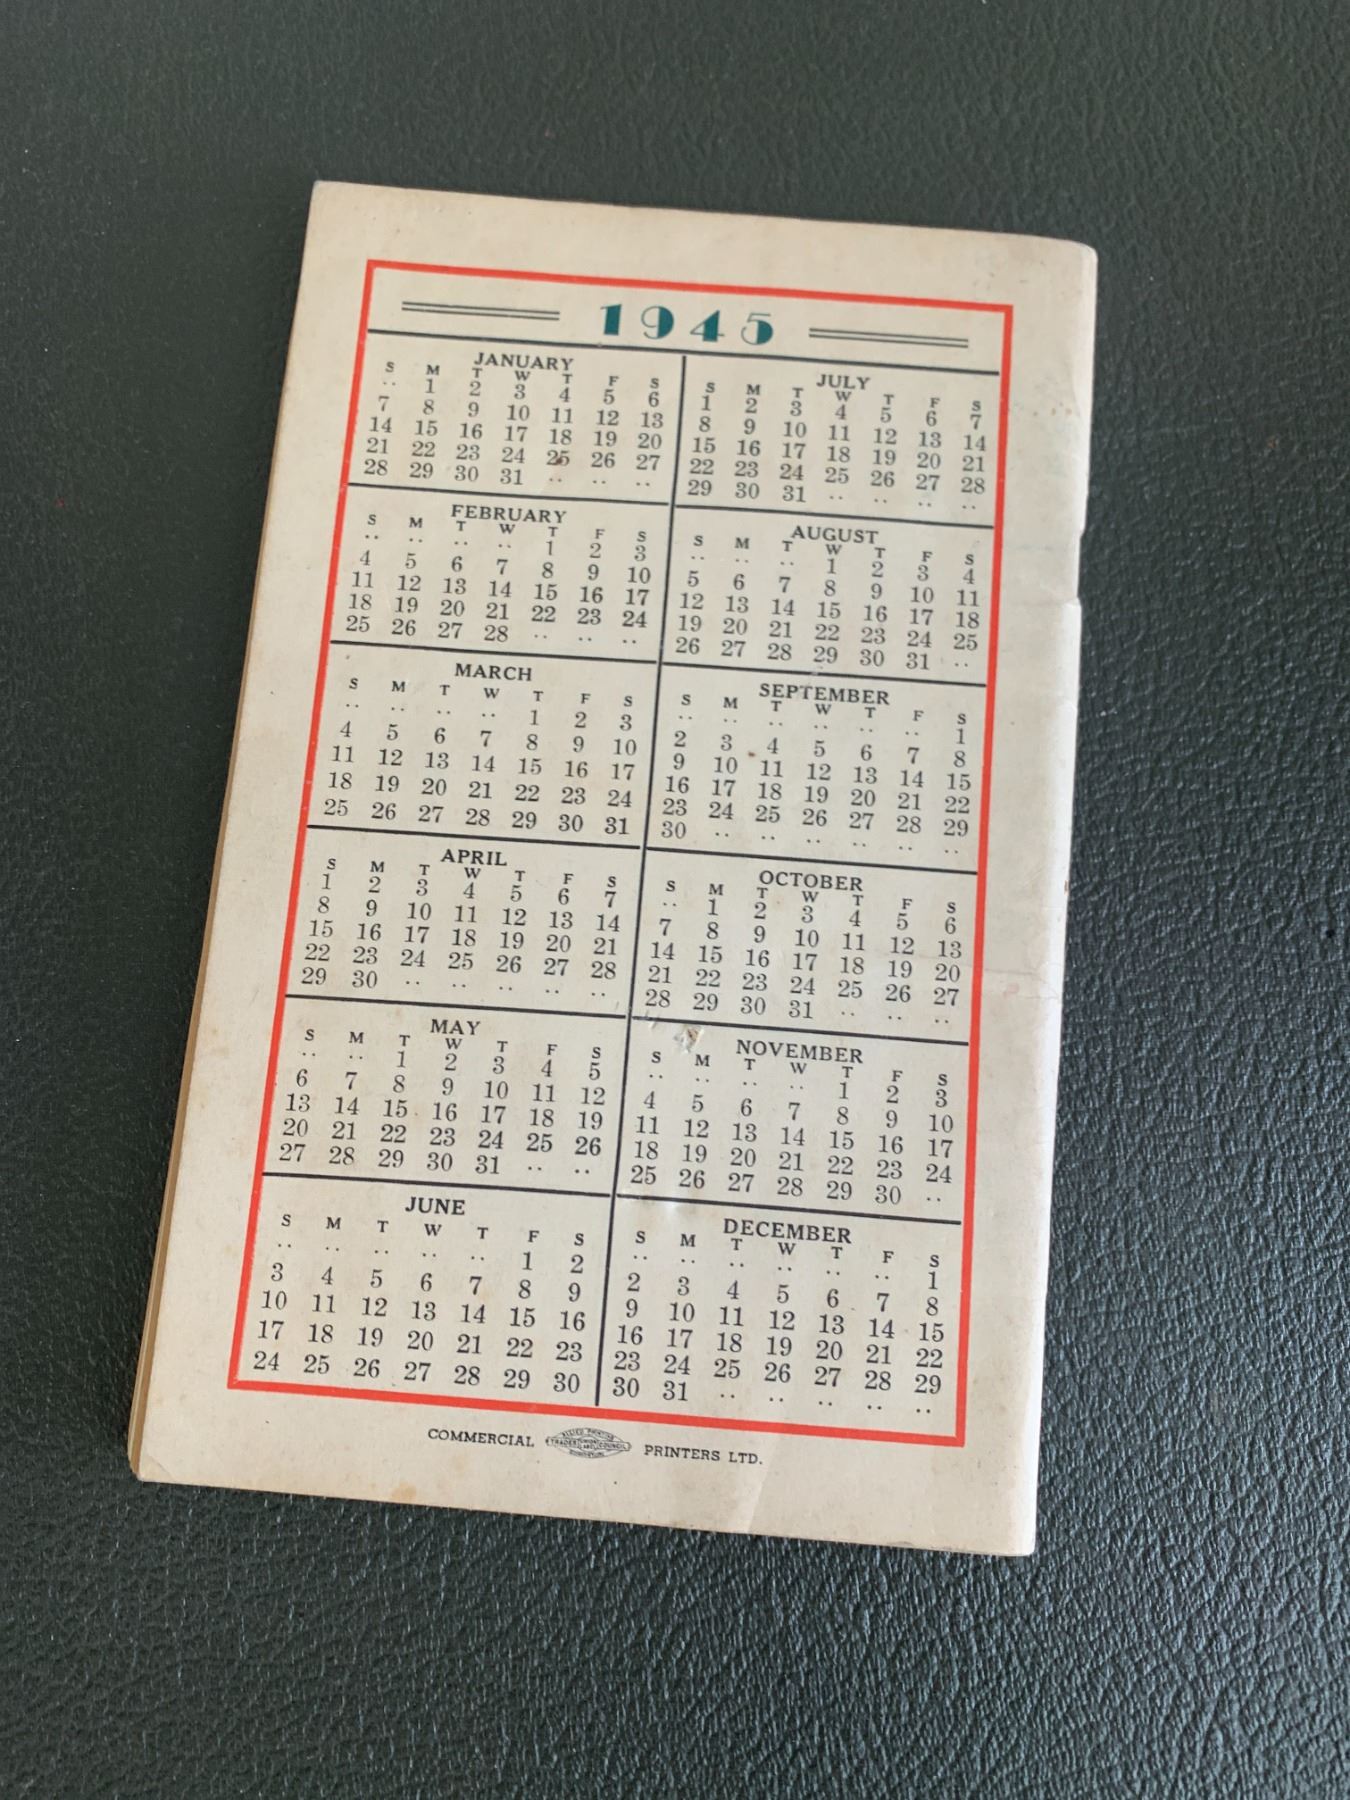 1945
JANUARY
S M T W T F S
.. 1 2 3 4 5 6
7 8 9 10 11 12 13
14 15 16 17 18 19 20
21 22 23 24 25 26 27
28 29 30 31 .. .. ..
FEBRUARY
S M T W T F S
.. .. .. .. 1 2 3
4 5 6 7 8 9 10
11 12 13 14 15 16 17
18 19 20 21 22 23 24
25 26 27 28 .. .. ..
MARCH
S M T W T F S
.. .. .. .. 1 2 3
4 5 6 7 8 9 10
11 12 13 14 15 16 17
18 19 20 21 22 23 24
25 26 27 28 29 30 31
APRIL
S M T W T F S
1 2 3 4 5 6 7
8 9 10 11 12 13 14
15 16 17 18 19 20 21
22 23 24 25 26 27 28
29 30 .. .. .. .. ..
MAY
S M T W T F S
.. .. 1 2 3 4 5
6 7 8 9 10 11 12
13 14 15 16 17 18 19
20 21 22 23 24 25 26
27 28 29 30 31 .. ..
JUNE
S M T W T F S
.. .. .. .. .. 1 2
3 4 5 6 7 8 9
10 11 12 13 14 15 16
17 18 19 20 21 22 23
24 25 26 27 28 29 30
JULY
S M T W T F S
1 2 3 4 5 6 7
8 9 10 11 12 13 14
15 16 17 18 19 20 21
22 23 24 25 26 27 28
29 30 31 .. .. .. ..
AUGUST
S M T W T F S
.. .. .. 1 2 3 4
5 6 7 8 9 10 11
12 13 14 15 16 17 18
19 20 21 22 23 24 25
26 27 28 29 30 31 ..
SEPTEMBER
S M T W T F S
.. .. .. .. .. .. 1
2 3 4 5 6 7 8
9 10 11 12 13 14 15
16 17 18 19 20 21 22
23 24 25 26 27 28 29
30 .. .. .. .. .. ..
OCTOBER
S M T W T F S
.. 1 2 3 4 5 6
7 8 9 10 11 12 13
14 15 16 17 18 19 20
21 22 23 24 25 26 27
28 29 30 31 .. .. ..
NOVEMBER
S M T W T F S
.. .. .. .. 1 2 3
4 5 6 7 8 9 10
11 12 13 14 15 16 17
18 19 20 21 22 23 24
25 26 27 28 29 30 ..
DECEMBER
S M T W T F S
.. .. .. .. .. .. 1
2 3 4 5 6 7 8
9 10 11 12 13 14 15
16 17 18 19 20 21 22
23 24 25 26 27 28 29
30 31 .. .. .. .. ..
COMMERCIAL PRINTERS LTD.
ALLIED PRINTING
TRADES UNION COUNCIL